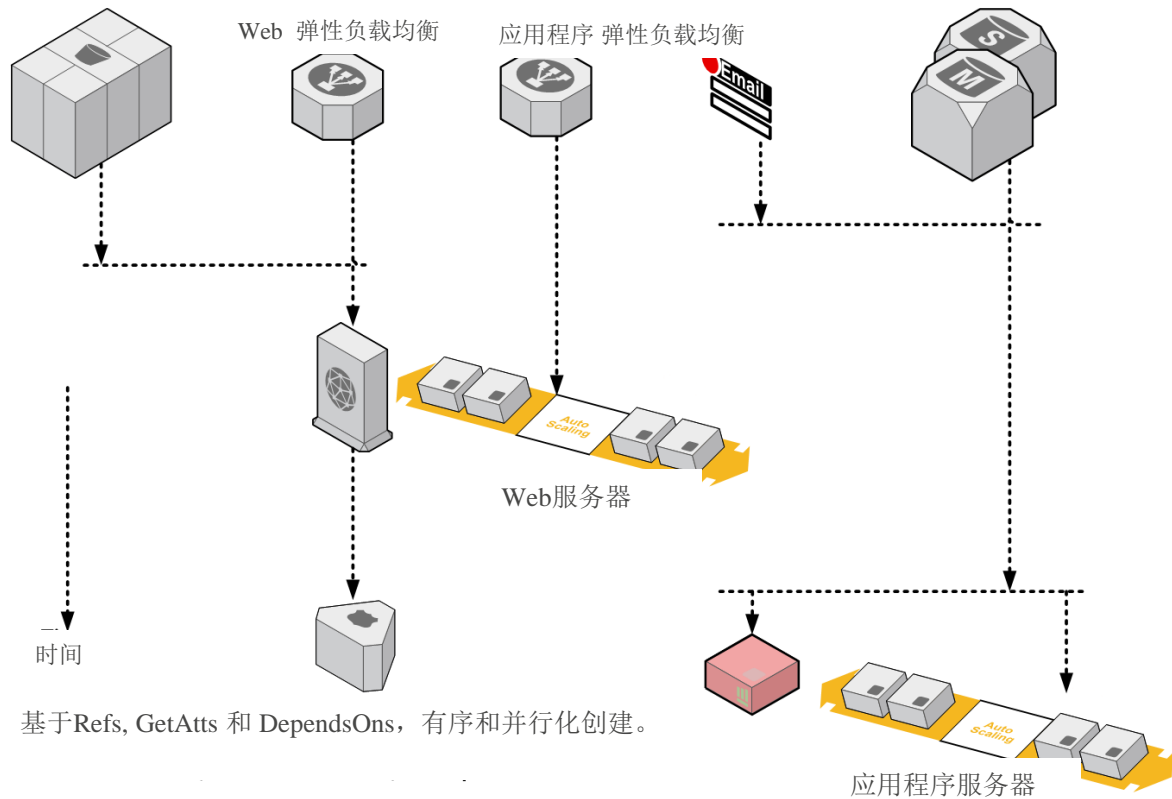 Web 弹性负载均衡
应用程序 弹性负载均衡
Email
S
M
Auto
Scaling
Web服务器
时间
基于Refs, GetAtts 和 DependsOns，有序和并行化创建。
Auto
Scaling
应用程序服务器